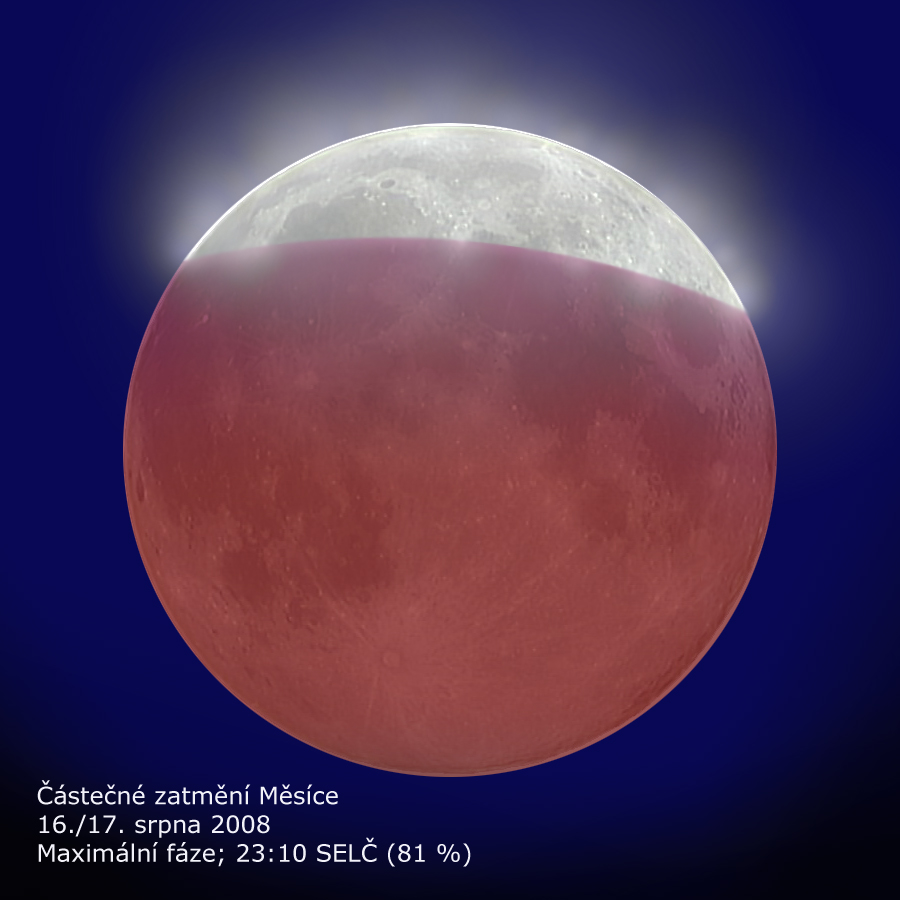 Částečné zatmění Měsíce
16./17. srpna 2008
Maximální fáze; 23:10 SELČ (81 %)